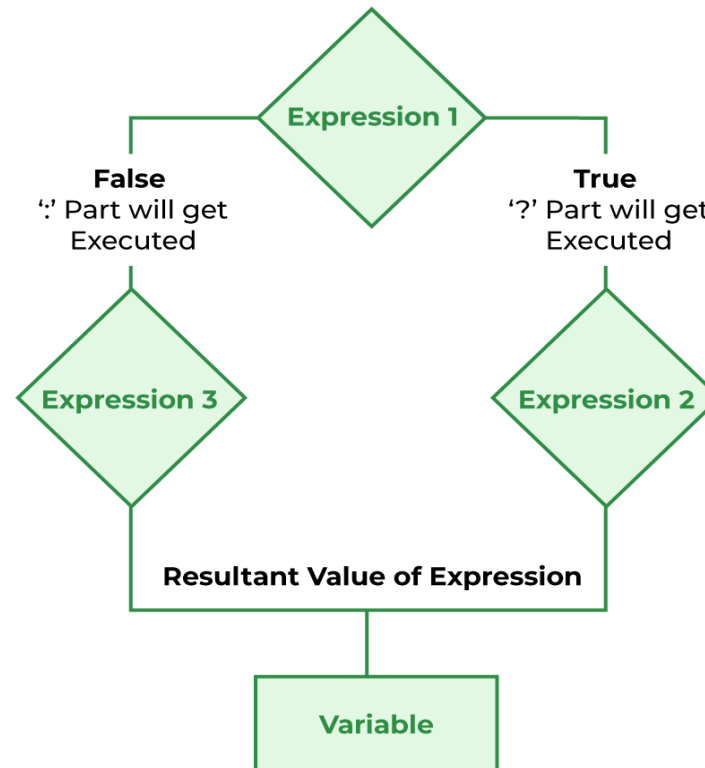 Expression 1
False
‘:’ Part will get
Executed
True
‘?’ Part will get
Executed
Expression 3
Expression 2
Resultant Value of Expression
Variable